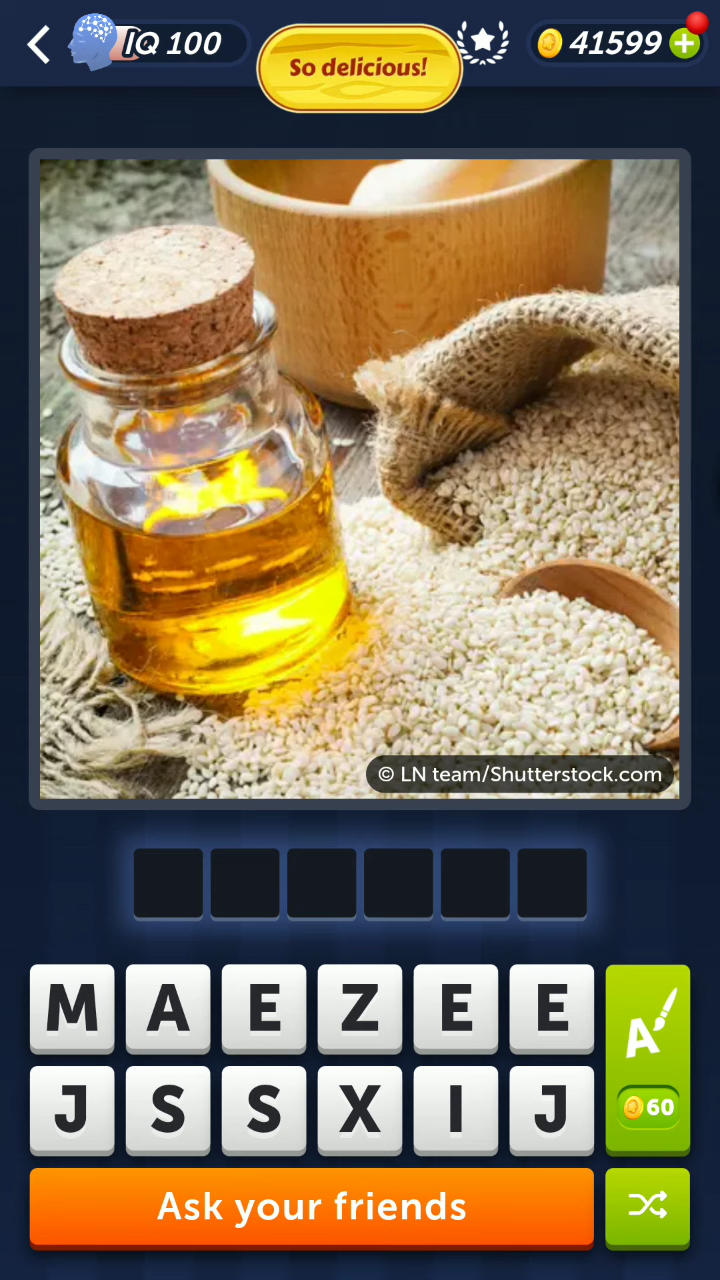 IQ 100
So delicious!
41599
© LN team/Shutterstock.com
M A E Z E E
A
J S S X I J
60
Ask your friends